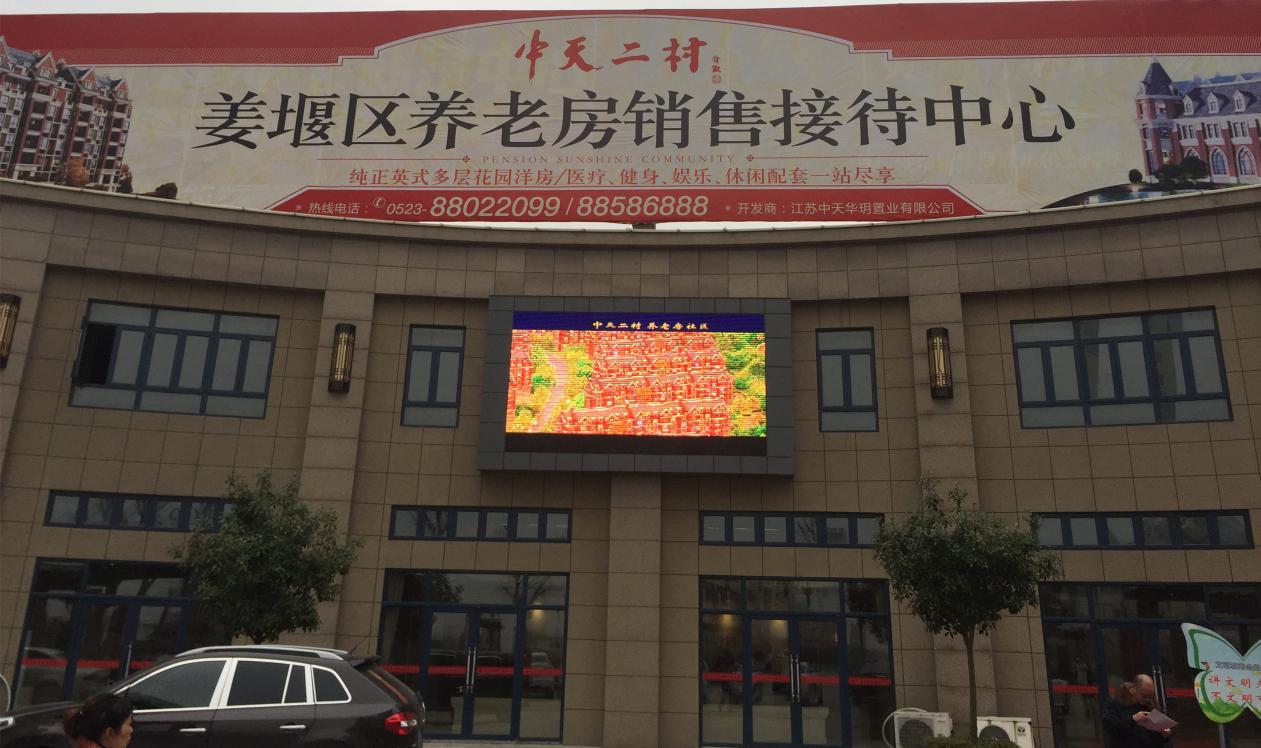 中天二村
姜堰区养老房销售接待中心
PENSION SUNSHINE COMMUNITY
纯正英式多层花园洋房/医疗、健身、娱乐、休闲配套一站尽享
热线电话：0523-88022099/88586888 开发商：江苏中天华玥置业有限公司
中天二村 养老房社区
讲文明
不文明